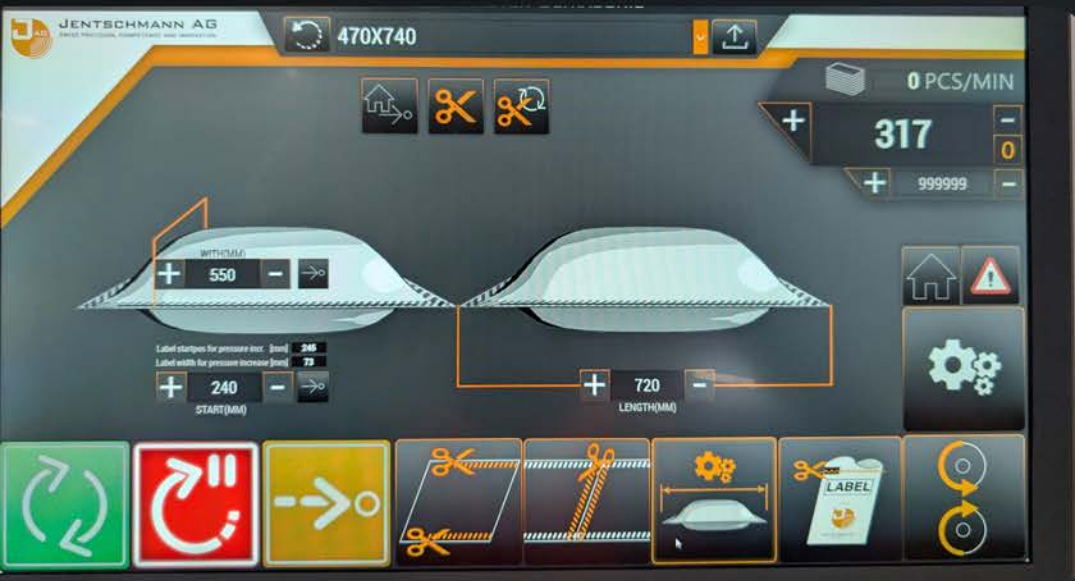 JENTSCHMANN AG
SWISS PRECISION, COMPETENCE AND INNOVATION
470X740
0 PCS/MIN
317
0
999999
WITH(MM)
550
Label startpos for pressure incr. [mm] 245
Label width for pressure increase [mm] 73
240
START(MM)
720
LENGTH(MM)
LABEL